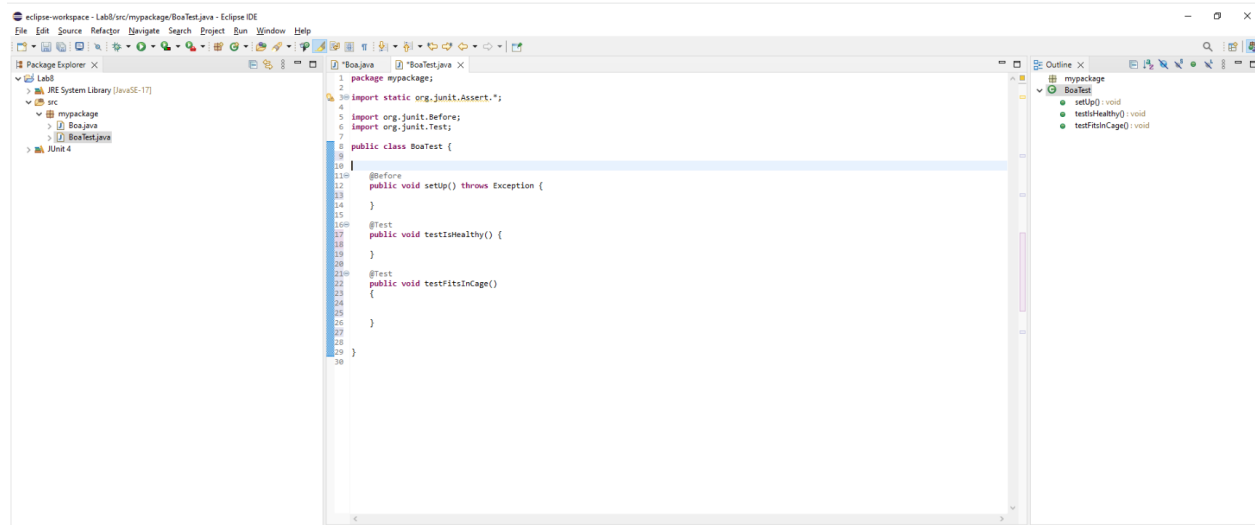 eclipse-workspace - Lab8/src/mypackage/BoaTest.java - Eclipse IDE
File Edit Source Refactor Navigate Search Project Run Window Help
Package Explorer
Lab8
JRE System Library [JavaSE-17]
src
mypackage
Boa.java
BoaTest.java
JUnit 4
*Boa.java *BoaTest.java
1 package mypackage;
2
3 import static org.junit.Assert.*;
4
5 import org.junit.Before;
6 import org.junit.Test;
7
8 public class BoaTest {
9
10
11 @Before
12 public void setUp() throws Exception {
13
14 }
15
16 @Test
17 public void testIsHealthy() {
18
19 }
20
21 @Test
22 public void testFitsInCage()
23 {
24
25
26 }
27
28
29 }
30
Outline
mypackage
BoaTest
setUp() : void
testIsHealthy() : void
testFitsInCage() : void